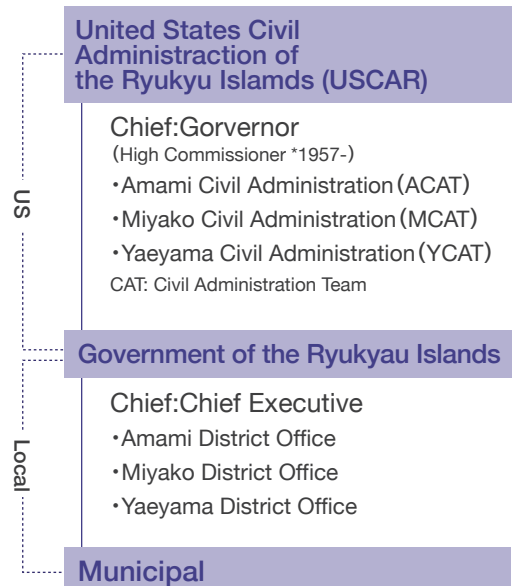 United States Civil
Administraction of
the Ryukyu Islamds (USCAR)
Chief:Gorvernor
(High Commissioner *1957-)
・Amami Civil Administration (ACAT)
・Miyako Civil Administration (MCAT)
・Yaeyama Civil Administration (YCAT)
CAT: Civil Administration Team
US
Government of the Ryukyau Islands
Chief:Chief Executive
・Amami District Office
・Miyako District Office
・Yaeyama District Office
Local
Municipal